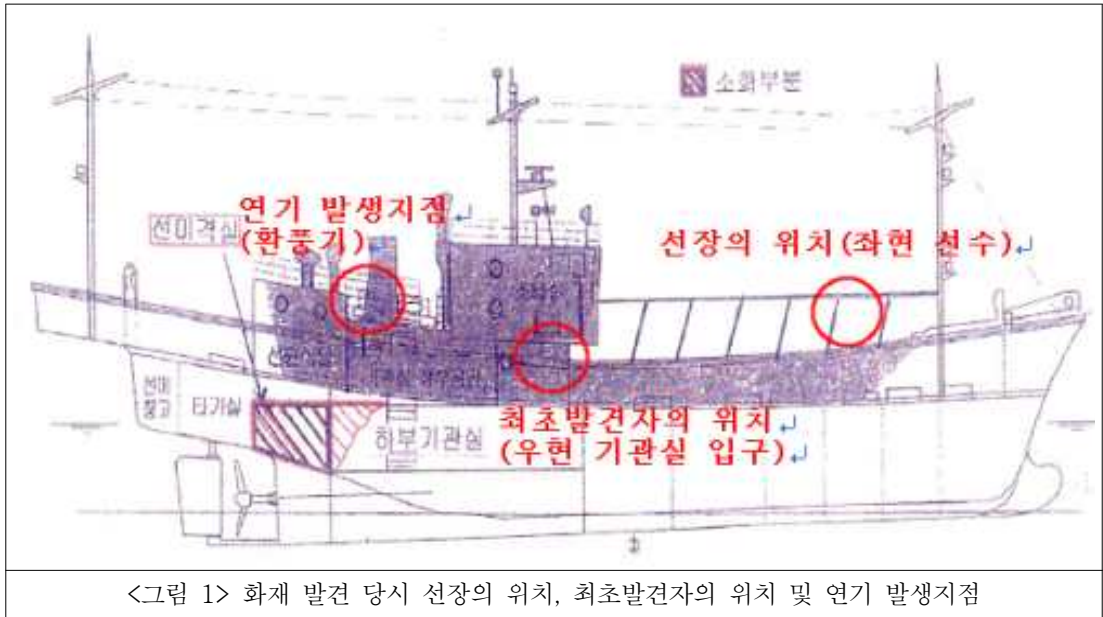 소화부분
연기 발생지점
(환풍기)
선미격실
선장의 위치(좌현 선수)
타기실
하부기관실
최초발견자의 위치
(우현 기관실 입구)
<그림 1> 화재 발견 당시 선장의 위치, 최초발견자의 위치 및 연기 발생지점